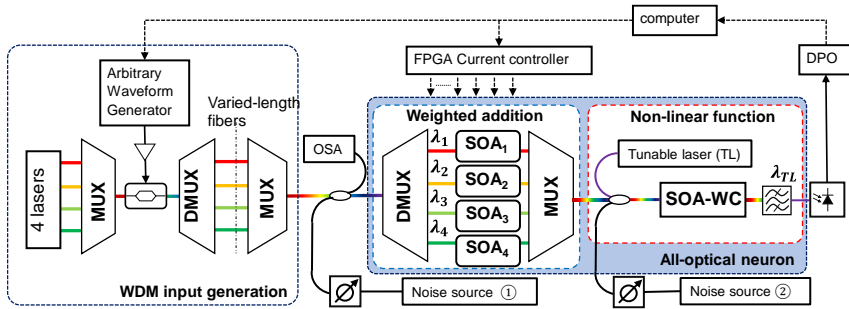 computer
FPGA Current controller
DPO
Arbitrary
Waveform
Generator
Varied-length
fibers
OSA
4 lasers
MUX
DMUX
MUX
WDM input generation
Weighted addition
DMUX
λ1
SOA1
λ2
SOA2
λ3
SOA3
λ4
SOA4
MUX
Non-linear function
Tunable laser (TL)
SOA-WC
λTL
All-optical neuron
Noise source ①
Noise source ②